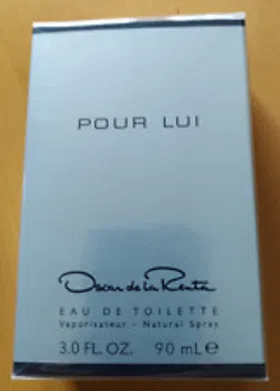 POUR LUI
Oscar de la Renta
EAU DE TOILETTE
Vaporisateur - Natural Spray
3.0 FL. OZ. 90 mL℮